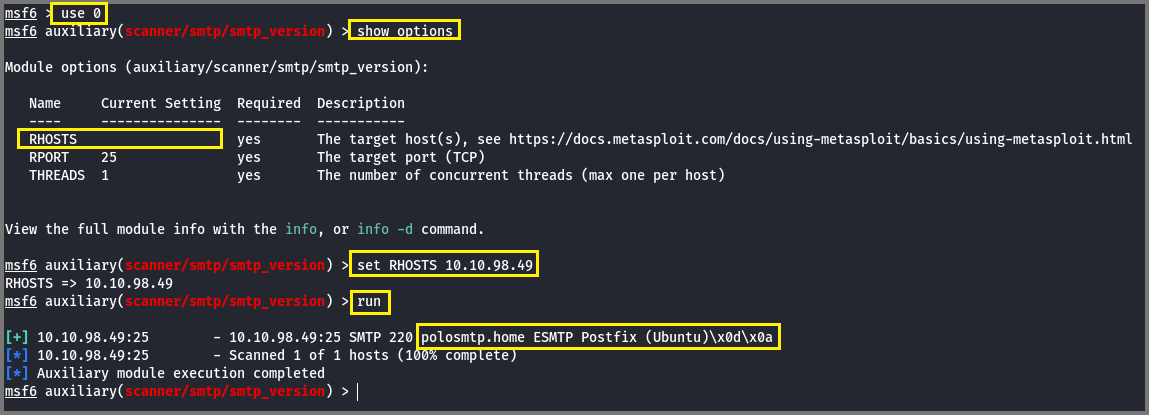 msf6 > use 0
msf6 auxiliary(scanner/smtp/smtp_version) > show options
Module options (auxiliary/scanner/smtp/smtp_version):
Name Current Setting Required Description
---- --------------- -------- -----------
RHOSTS yes The target host(s), see https://docs.metasploit.com/docs/using-metasploit/basics/using-metasploit.html
RPORT 25 yes The target port (TCP)
THREADS 1 yes The number of concurrent threads (max one per host)
View the full module info with the info, or info -d command.
msf6 auxiliary(scanner/smtp/smtp_version) > set RHOSTS 10.10.98.49
RHOSTS => 10.10.98.49
msf6 auxiliary(scanner/smtp/smtp_version) > run
[+] 10.10.98.49:25 - 10.10.98.49:25 SMTP 220 polosmtp.home ESMTP Postfix (Ubuntu)\x0d\x0a
[*] 10.10.98.49:25 - Scanned 1 of 1 hosts (100% complete)
[*] Auxiliary module execution completed
msf6 auxiliary(scanner/smtp/smtp_version) >